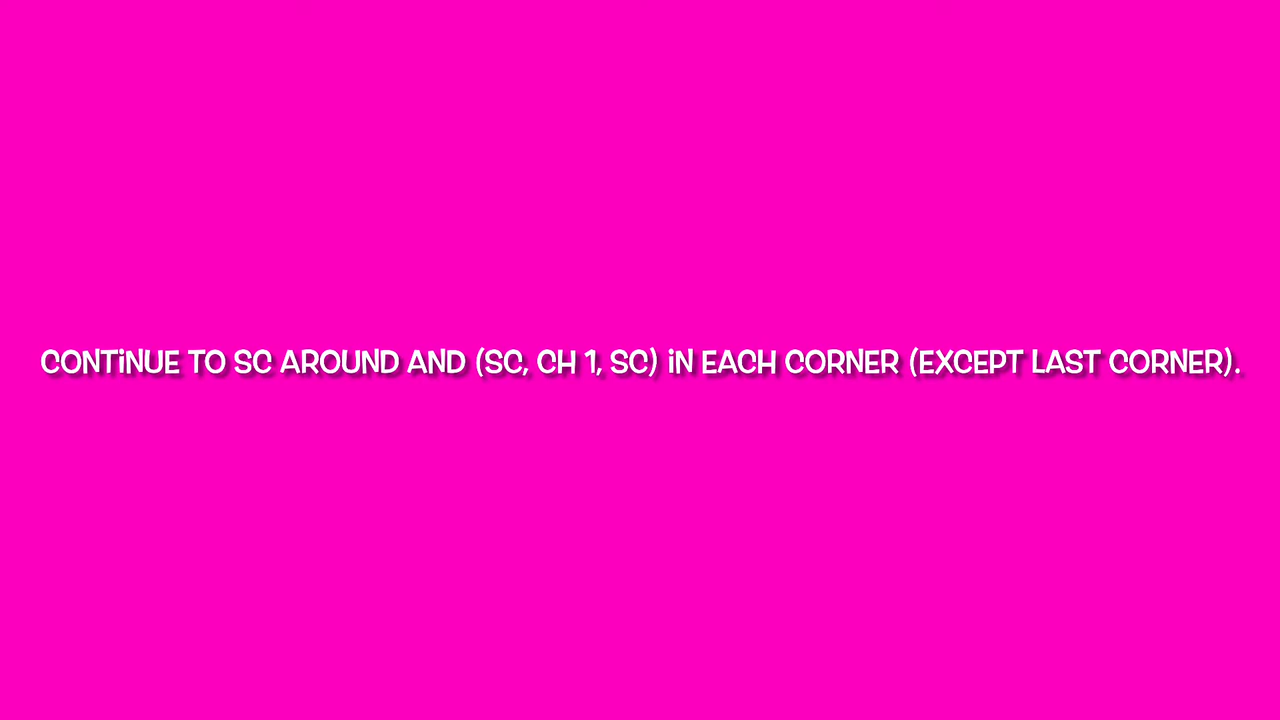 CONTiNUE TO SC AROUND AND (SC, CH 1, SC) iN EACH CORNER (EXCEPT LAST CORNER).